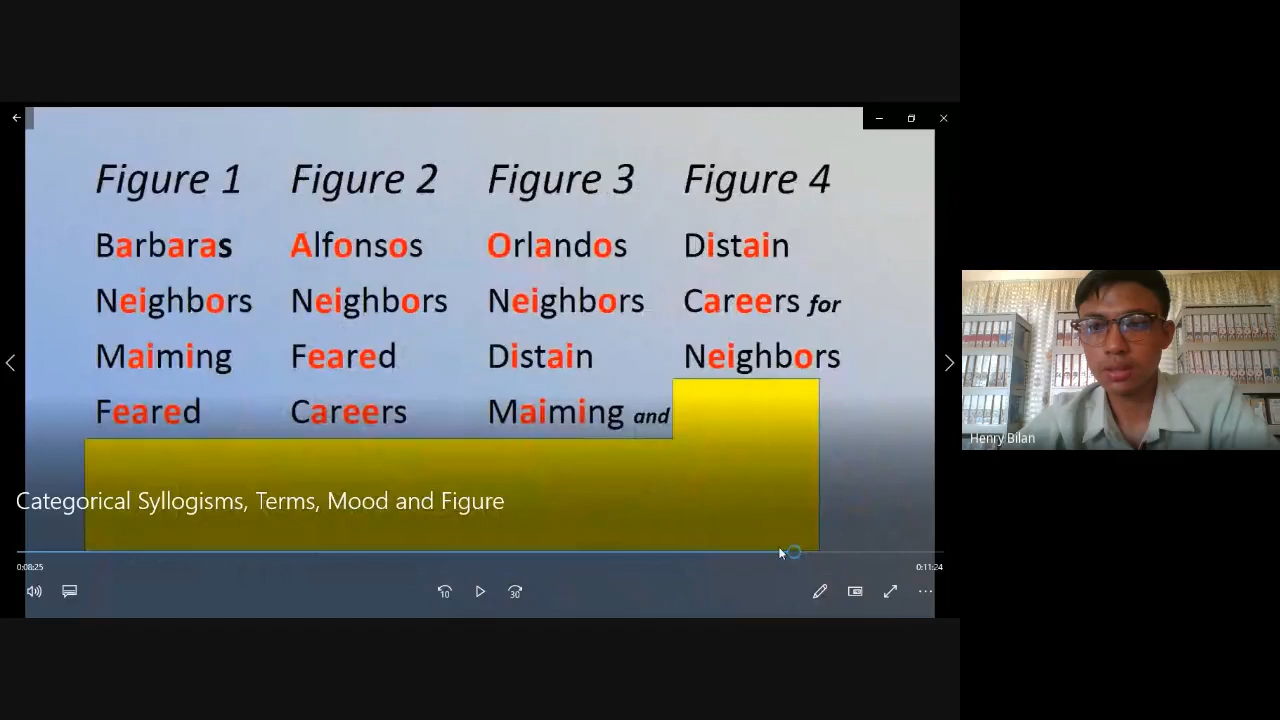 Figure 1 Figure 2 Figure 3 Figure 4
Barbaras Alfonsos Orlandos Distain
Neighbors Neighbors Neighbors Careers for
Maiming Feared Distain Neighbors
Feared Careers Maiming and
Categorical Syllogisms, Terms, Mood and Figure
0:08:25 0:11:24
10 30
Henry Bilan